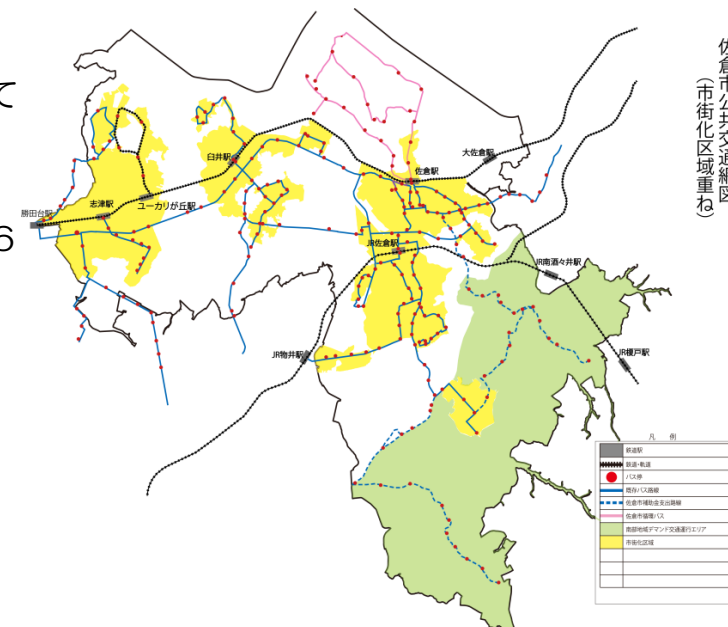 て
6
佐倉市公共交通網図
（市街化区域重ね）
大佐倉駅
佐倉駅
臼井駅
志津駅
ユーカリが丘駅
勝田台駅
JR佐倉駅
JR南酒々井駅
JR物井駅
JR榎戸駅
凡 例
鉄道駅
鉄道・軌道
バス停
既存バス路線
佐倉市補助金支出路線
佐倉市循環バス
南部地域デマンド交通運行エリア
市街化区域